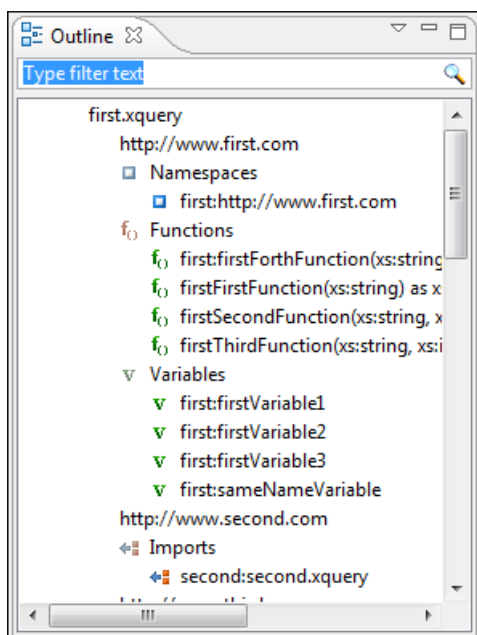 Outline
Type filter text
first.xquery
http://www.first.com
Namespaces
first:http://www.first.com
f() Functions
f() first:firstForthFunction(xs:string
f() firstFirstFunction(xs:string) as x
f() firstSecondFunction(xs:string, x
f() firstThirdFunction(xs:string, xs:i
v Variables
v first:firstVariable1
v first:firstVariable2
v first:firstVariable3
v first:sameNameVariable
http://www.second.com
Imports
second:second.xquery